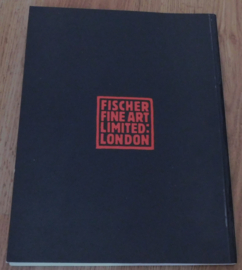 FISCHER
FINE ART
LIMITED:
LONDON